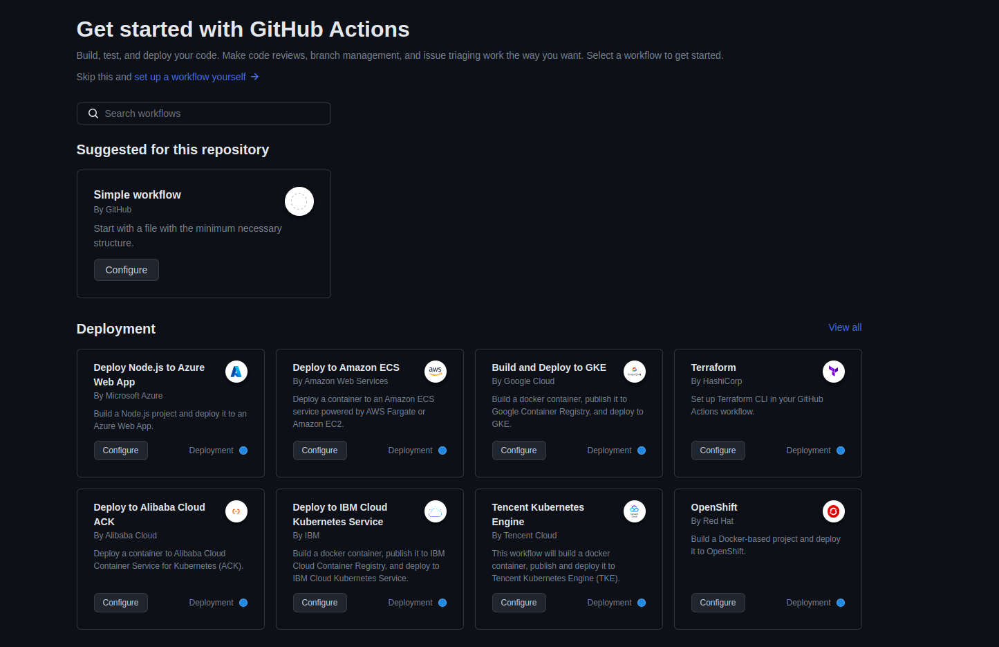 Get started with GitHub Actions
Build, test, and deploy your code. Make code reviews, branch management, and issue triaging work the way you want. Select a workflow to get started.
Skip this and set up a workflow yourself →
Search workflows
Suggested for this repository
Simple workflow
By GitHub
Start with a file with the minimum necessary
structure.
Configure
Deployment
View all
Deploy Node.js to Azure
Web App
By Microsoft Azure
Build a Node.js project and deploy it to an
Azure Web App.
Configure
Deployment
Deploy to Amazon ECS
aws
By Amazon Web Services
Deploy a container to an Amazon ECS
service powered by AWS Fargate or
Amazon EC2.
Configure
Deployment
Build and Deploy to GKE
Google Cloud
By Google Cloud
Build a docker container, publish it to
Google Container Registry, and deploy to
GKE.
Configure
Deployment
Terraform
By HashiCorp
Set up Terraform CLI in your GitHub
Actions workflow.
Configure
Deployment
Deploy to Alibaba Cloud
ACK
By Alibaba Cloud
Deploy a container to Alibaba Cloud
Container Service for Kubernetes (ACK).
Configure
Deployment
Deploy to IBM Cloud
Kubernetes Service
By IBM
Build a docker container, publish it to IBM
Cloud Container Registry, and deploy to
IBM Cloud Kubernetes Service.
Configure
Deployment
Tencent Kubernetes
Engine
Tencent
Cloud
By Tencent Cloud
This workflow will build a docker
container, publish and deploy it to
Tencent Kubernetes Engine (TKE).
Configure
Deployment
OpenShift
By Red Hat
Build a Docker-based project and deploy
it to OpenShift.
Configure
Deployment